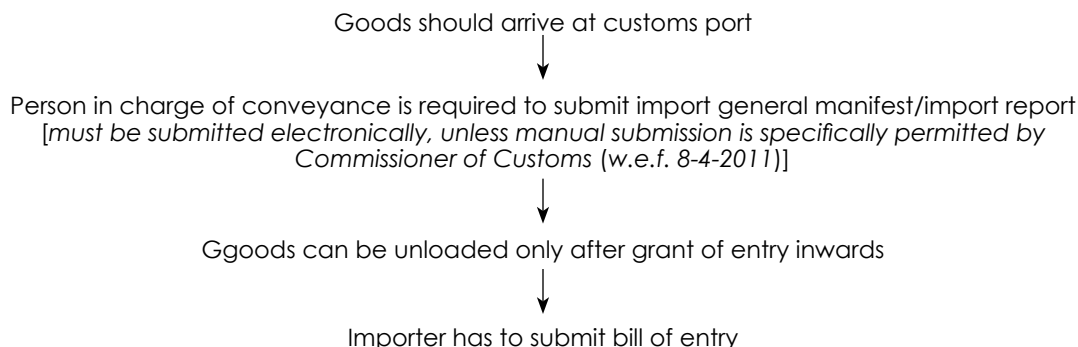 Goods should arrive at customs port
Person in charge of conveyance is required to submit import general manifest/import report
[must be submitted electronically, unless manual submission is specifically permitted by
Commissioner of Customs (w.e.f. 8-4-2011)]
Ggoods can be unloaded only after grant of entry inwards
Importer has to submit bill of entry